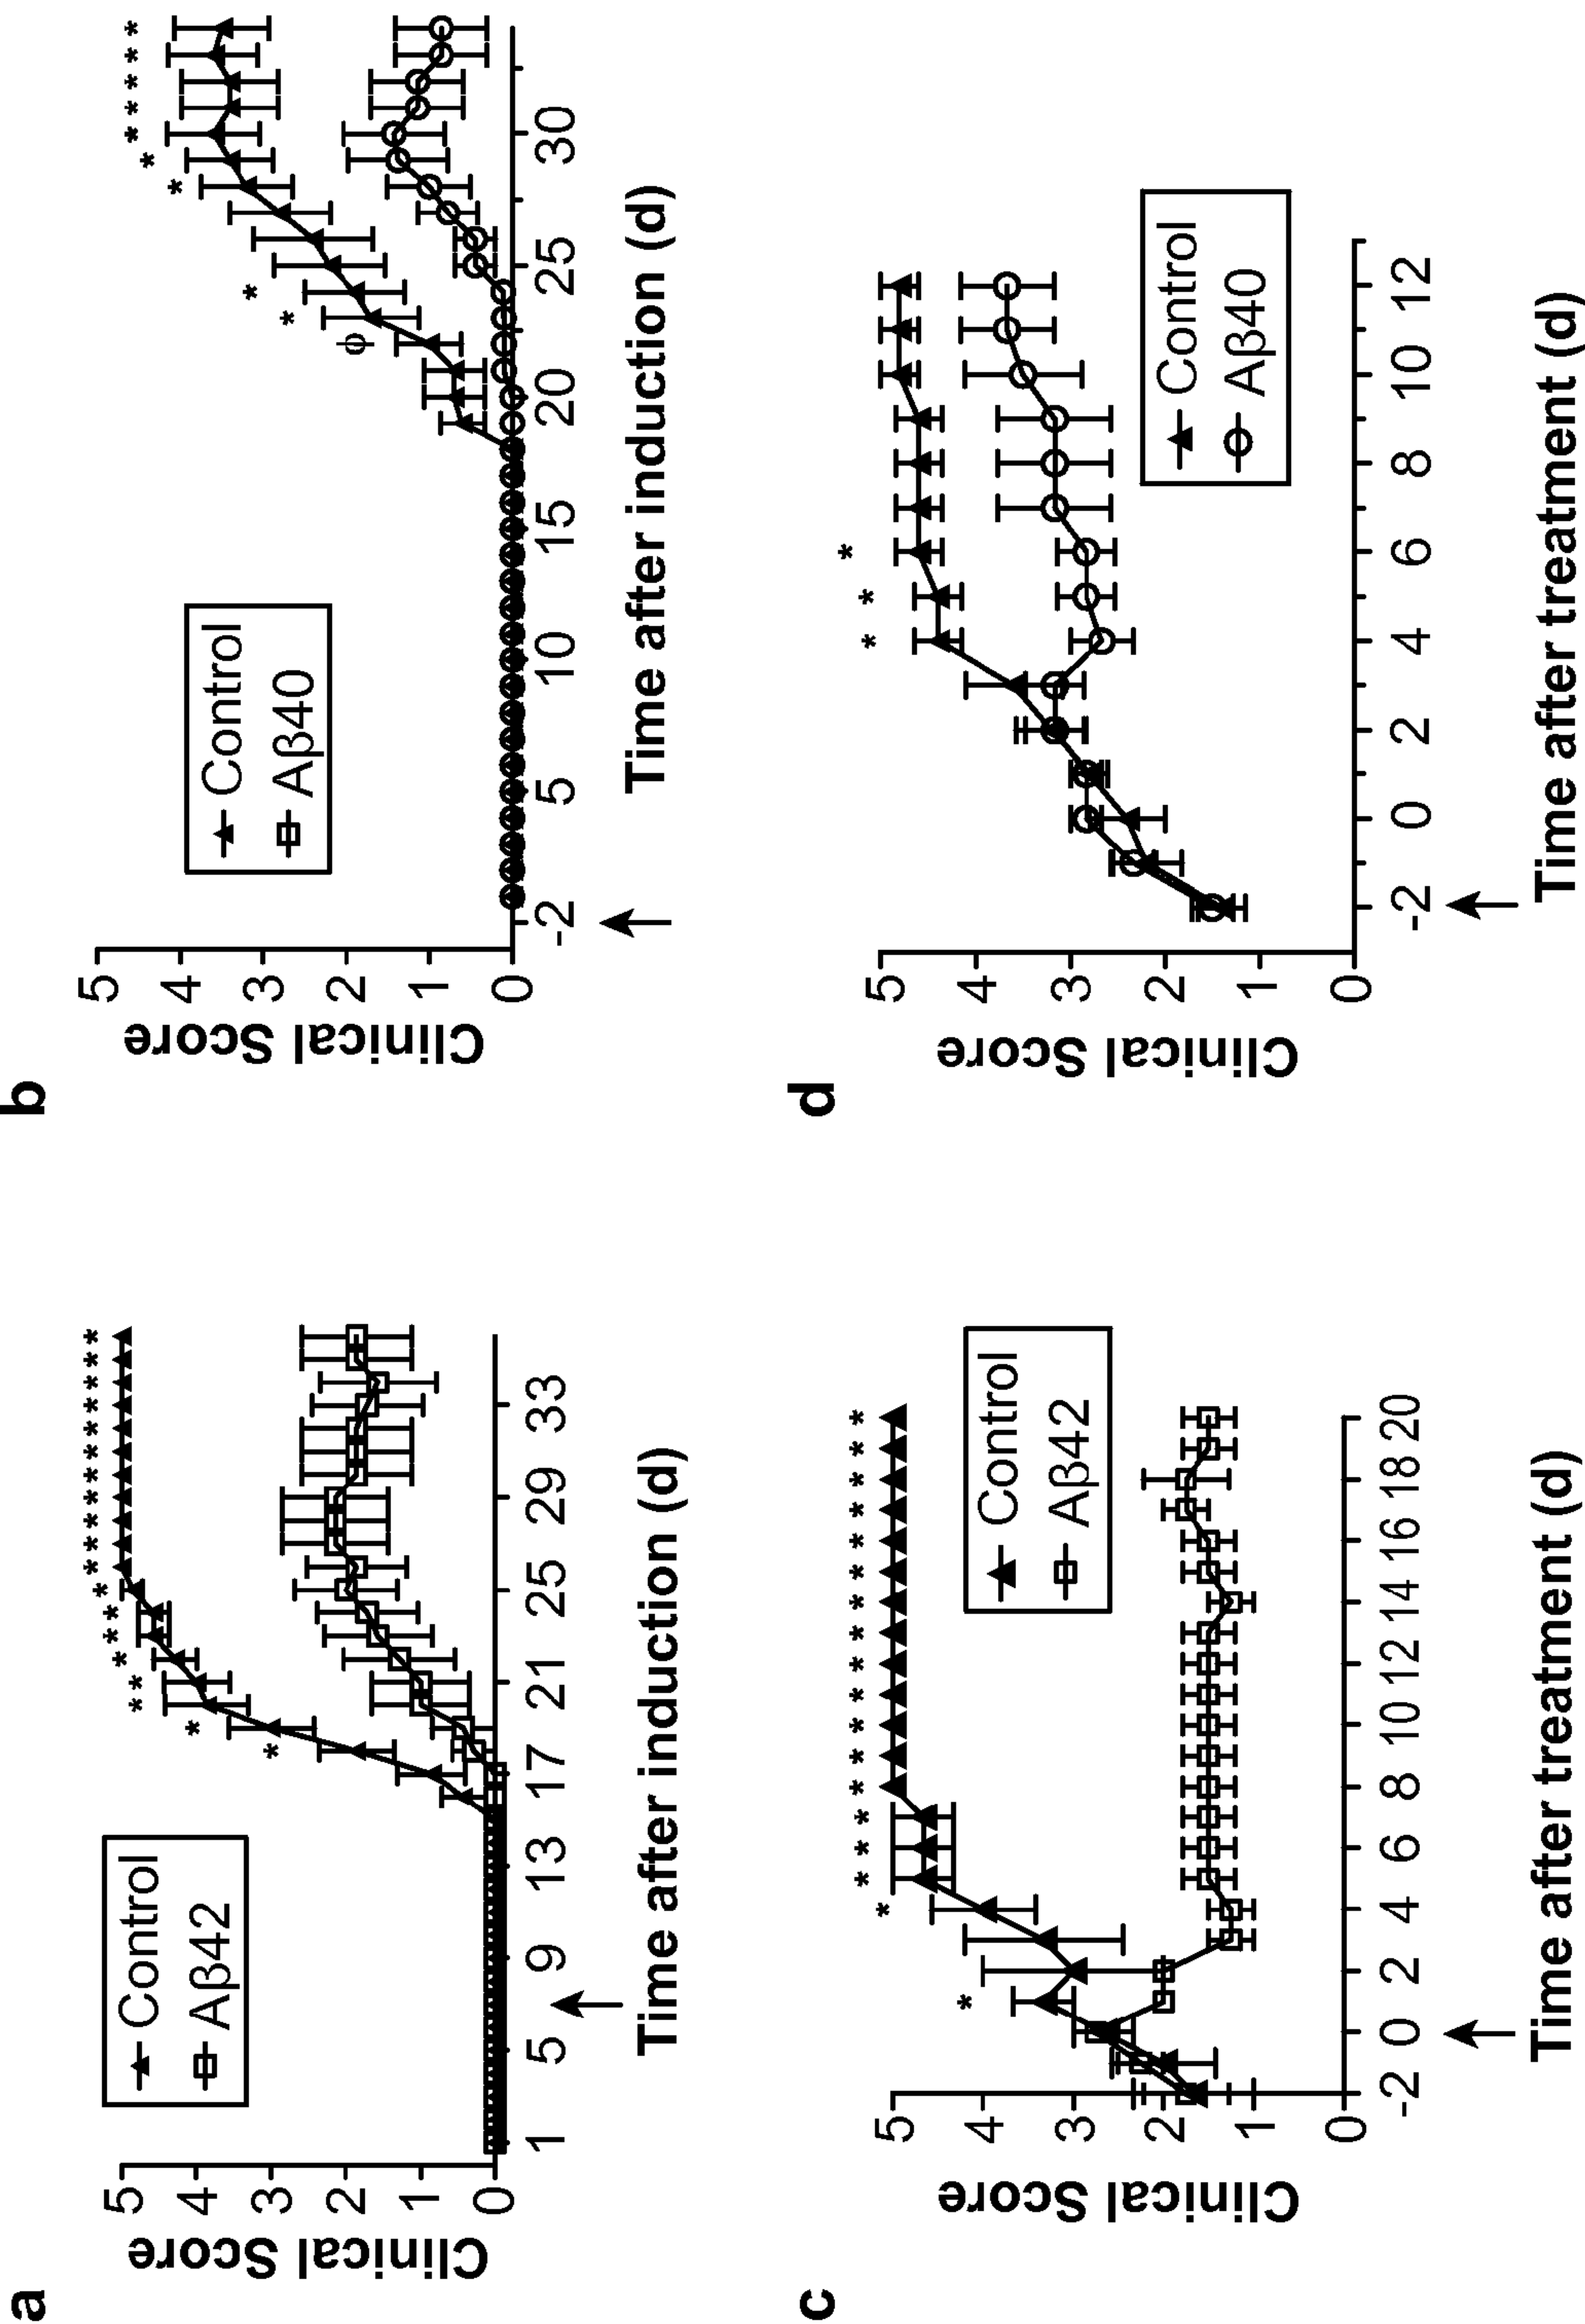 a
Clinical Score
5
4
3
2
1
0
Control
Aβ42
* * * * * * * * * * * * * * * * * * *
1 5 9 13 17 21 25 29 33
Time after induction (d)
b
Clinical Score
5
4
3
2
1
0
Control
Aβ40
ϕ * * * * * * * * *
-2 5 10 15 20 25 30
Time after induction (d)
c
Clinical Score
5
4
3
2
1
0
Control
Aβ42
* * * * * * * * * * * * * * * * * *
-2 0 2 4 6 8 10 12 14 16 18 20
Time after treatment (d)
d
Clinical Score
5
4
3
2
1
0
Control
Aβ40
* * *
-2 0 2 4 6 8 10 12
Time after treatment (d)